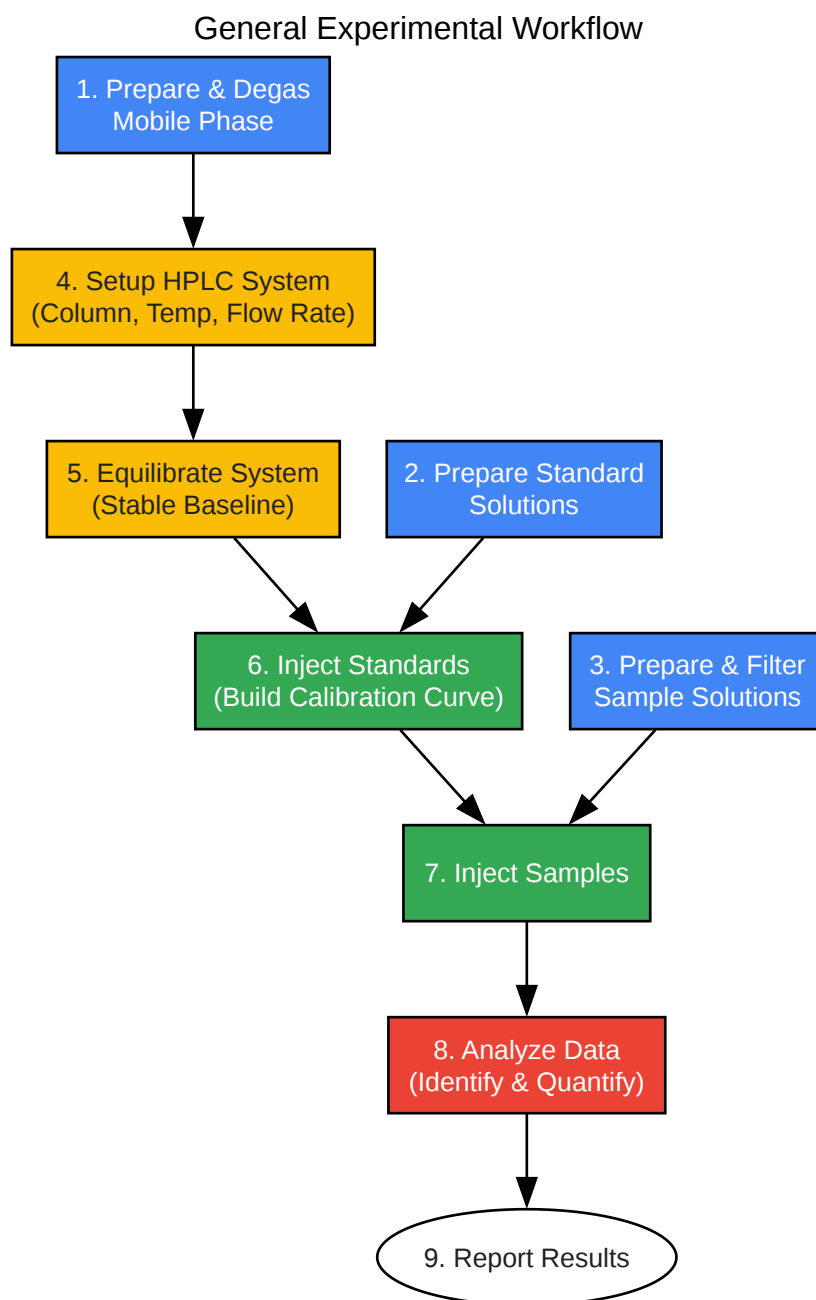 General Experimental Workflow
1. Prepare & Degas
Mobile Phase
4. Setup HPLC System
(Column, Temp, Flow Rate)
5. Equilibrate System
(Stable Baseline)
2. Prepare Standard
Solutions
6. Inject Standards
(Build Calibration Curve)
3. Prepare & Filter
Sample Solutions
7. Inject Samples
8. Analyze Data
(Identify & Quantify)
9. Report Results